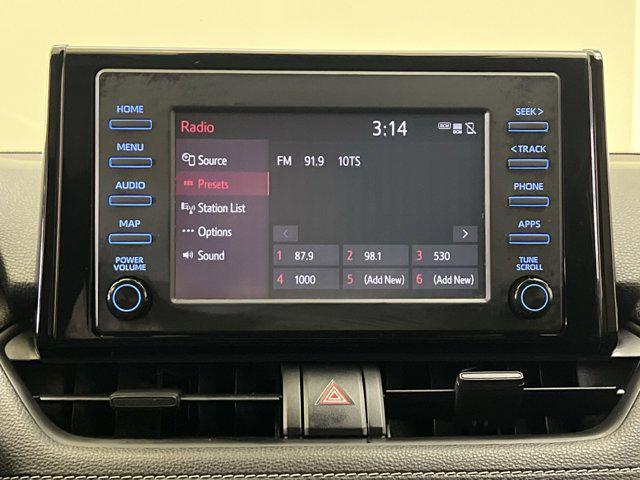 HOME
MENU
AUDIO
MAP
POWER
VOLUME
Radio
3:14
DCM
DCM
Source
Presets
Station List
Options
Sound
FM 91.9 10TS
1 87.9 2 98.1 3 530
4 1000 5 (Add New) 6 (Add New)
SEEK >
< TRACK
PHONE
APPS
TUNE
SCROLL